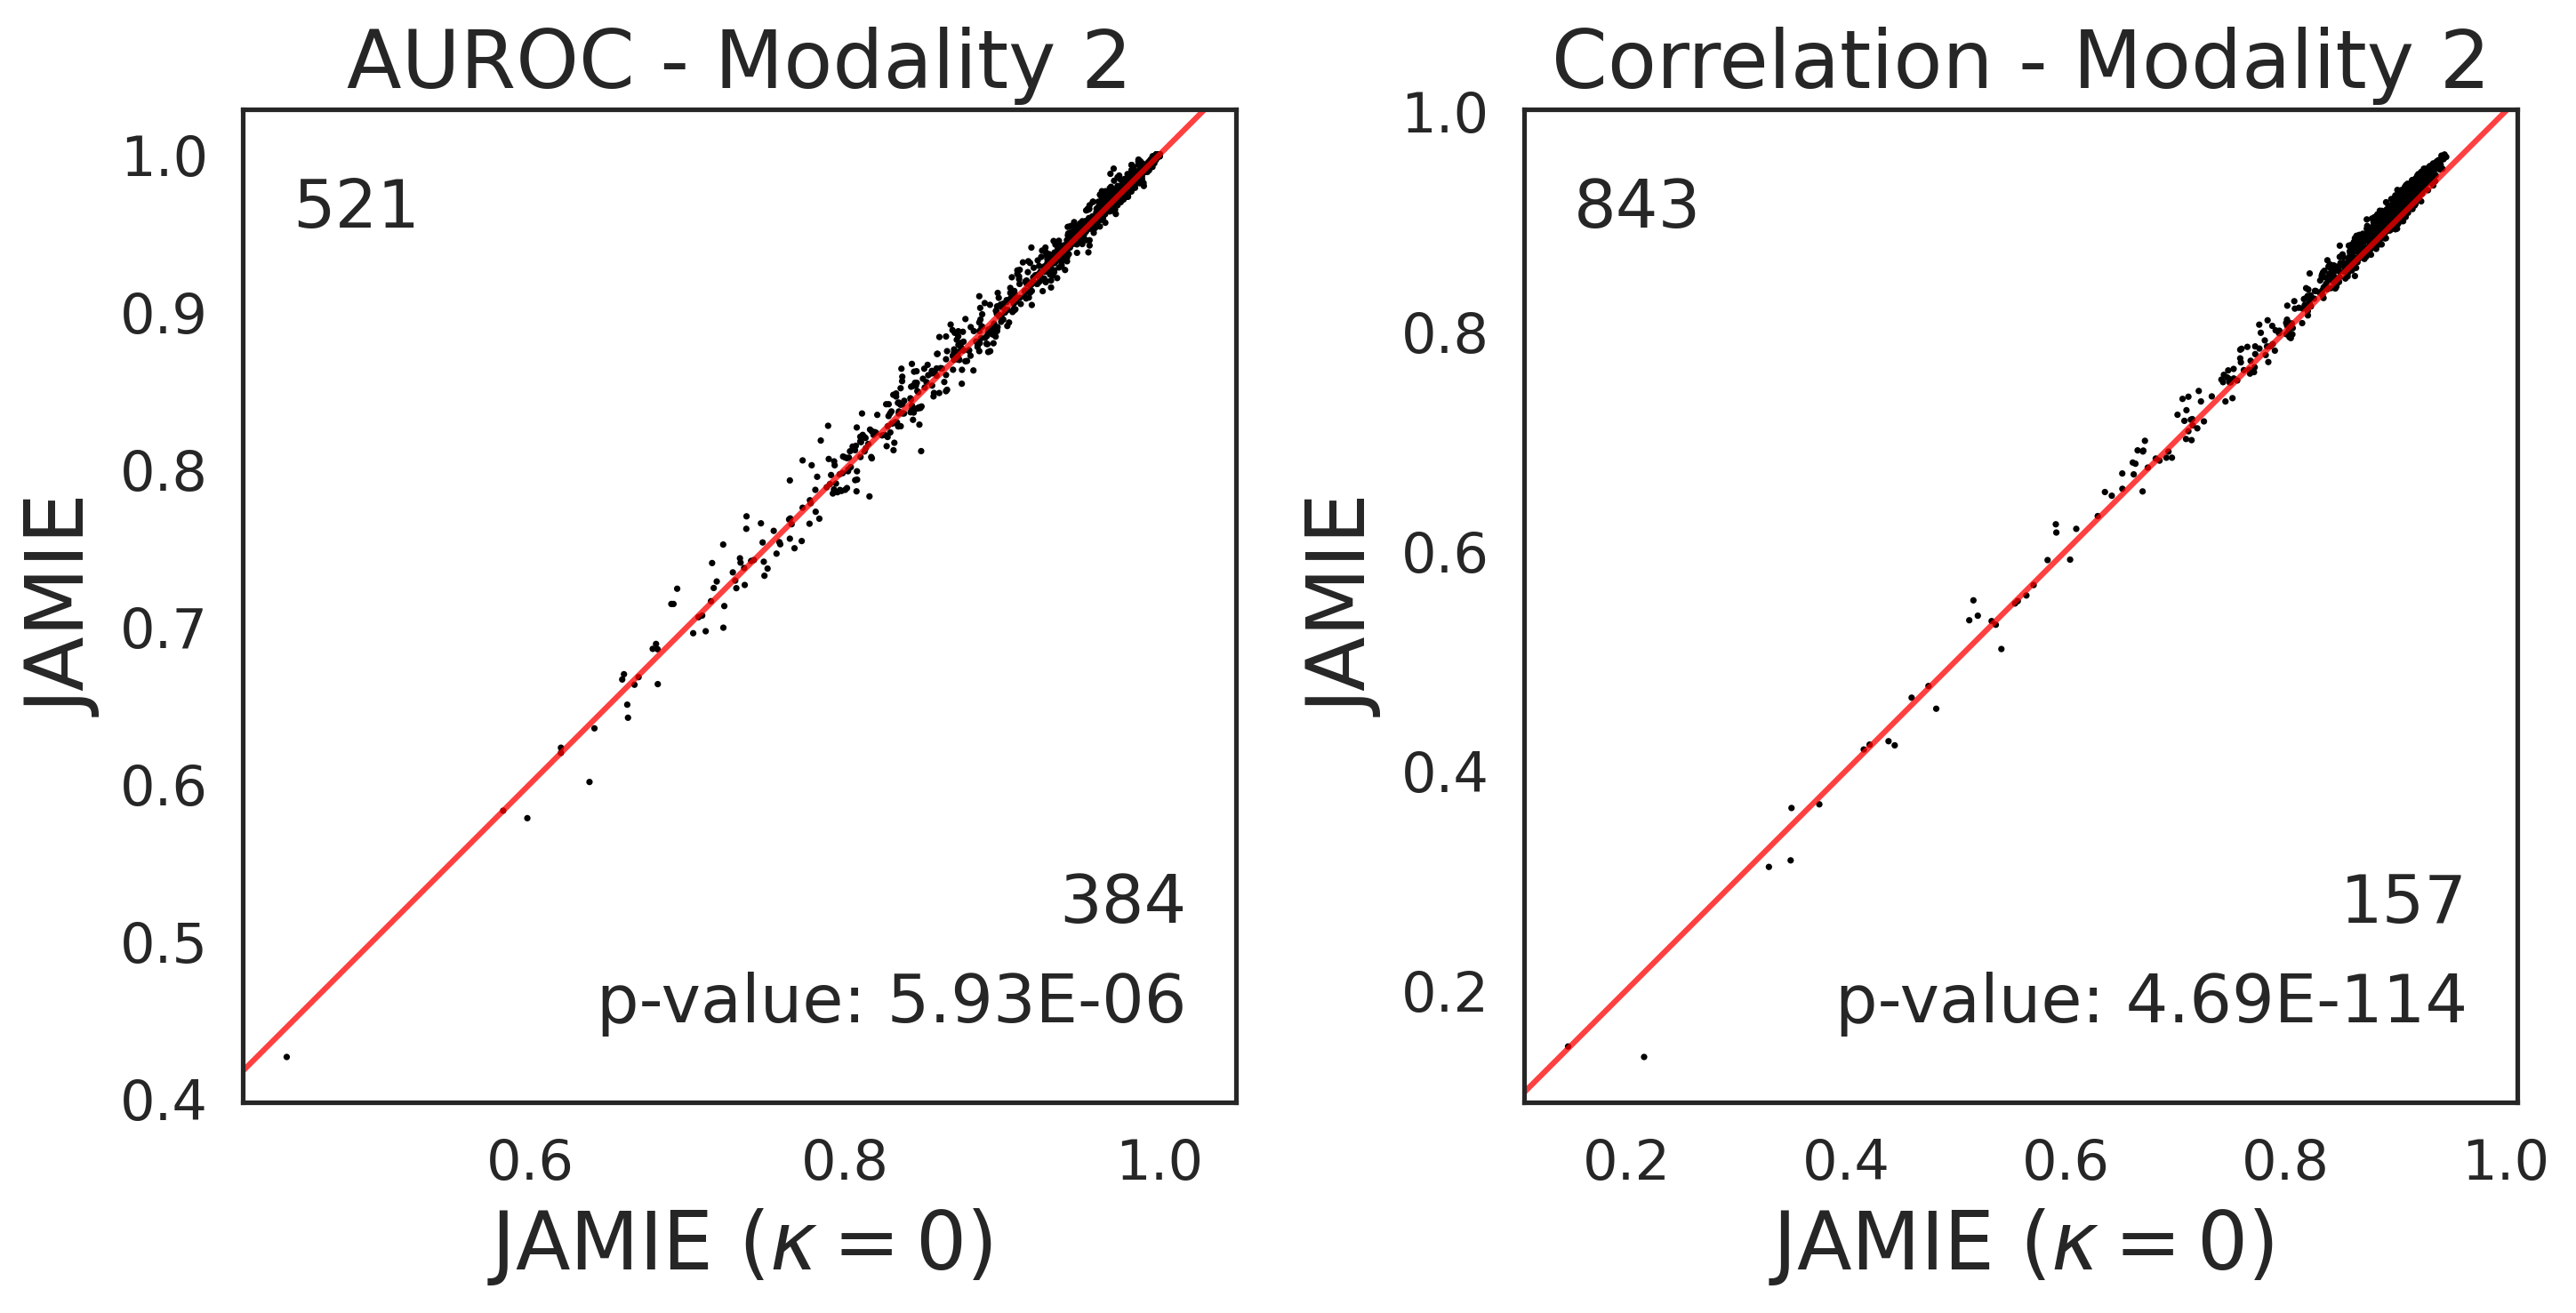 AUROC - Modality 2
1.0
0.9
0.8
0.7
0.6
0.5
0.4
JAMIE
521
384
p-value: 5.93E-06
0.6 0.8 1.0
JAMIE (κ = 0)
Correlation - Modality 2
1.0
0.8
0.6
0.4
0.2
JAMIE
843
157
p-value: 4.69E-114
0.2 0.4 0.6 0.8 1.0
JAMIE (κ = 0)